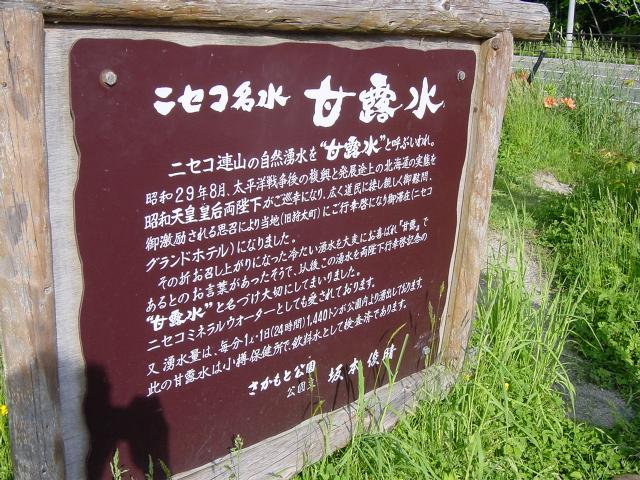 ニセコ名水 甘露水
ニセコ連山の自然湧水を"甘露水"と呼ぶいわれ。
昭和29年8月、太平洋戦争後の復興と発展途上の北海道の実態を
昭和天皇皇后両陛下がご巡幸になり、広く道民に接し親しく御慰問、
御激励される思召により当地(旧狩太町)にご行幸啓になり御滞在(ニセコ
グランドホテル)になりました。
その折お召し上がりになった冷たい湧水を大変にお喜ばれ『甘露』で
あるとのお言葉があったそうで、以後この湧水を両陛下行幸啓記念の
"甘露水"と名づけ大切にしてまいりました。
ニセコミネラルウオーターとしても愛されております。
又湧水量は、毎分1t・1日(24時間)1,440トンが公園内より湧出しております。
此の甘露水は、小樽保健所で、飲料水として検査済であります。
さかもと公園
公園主 坂本俊晴